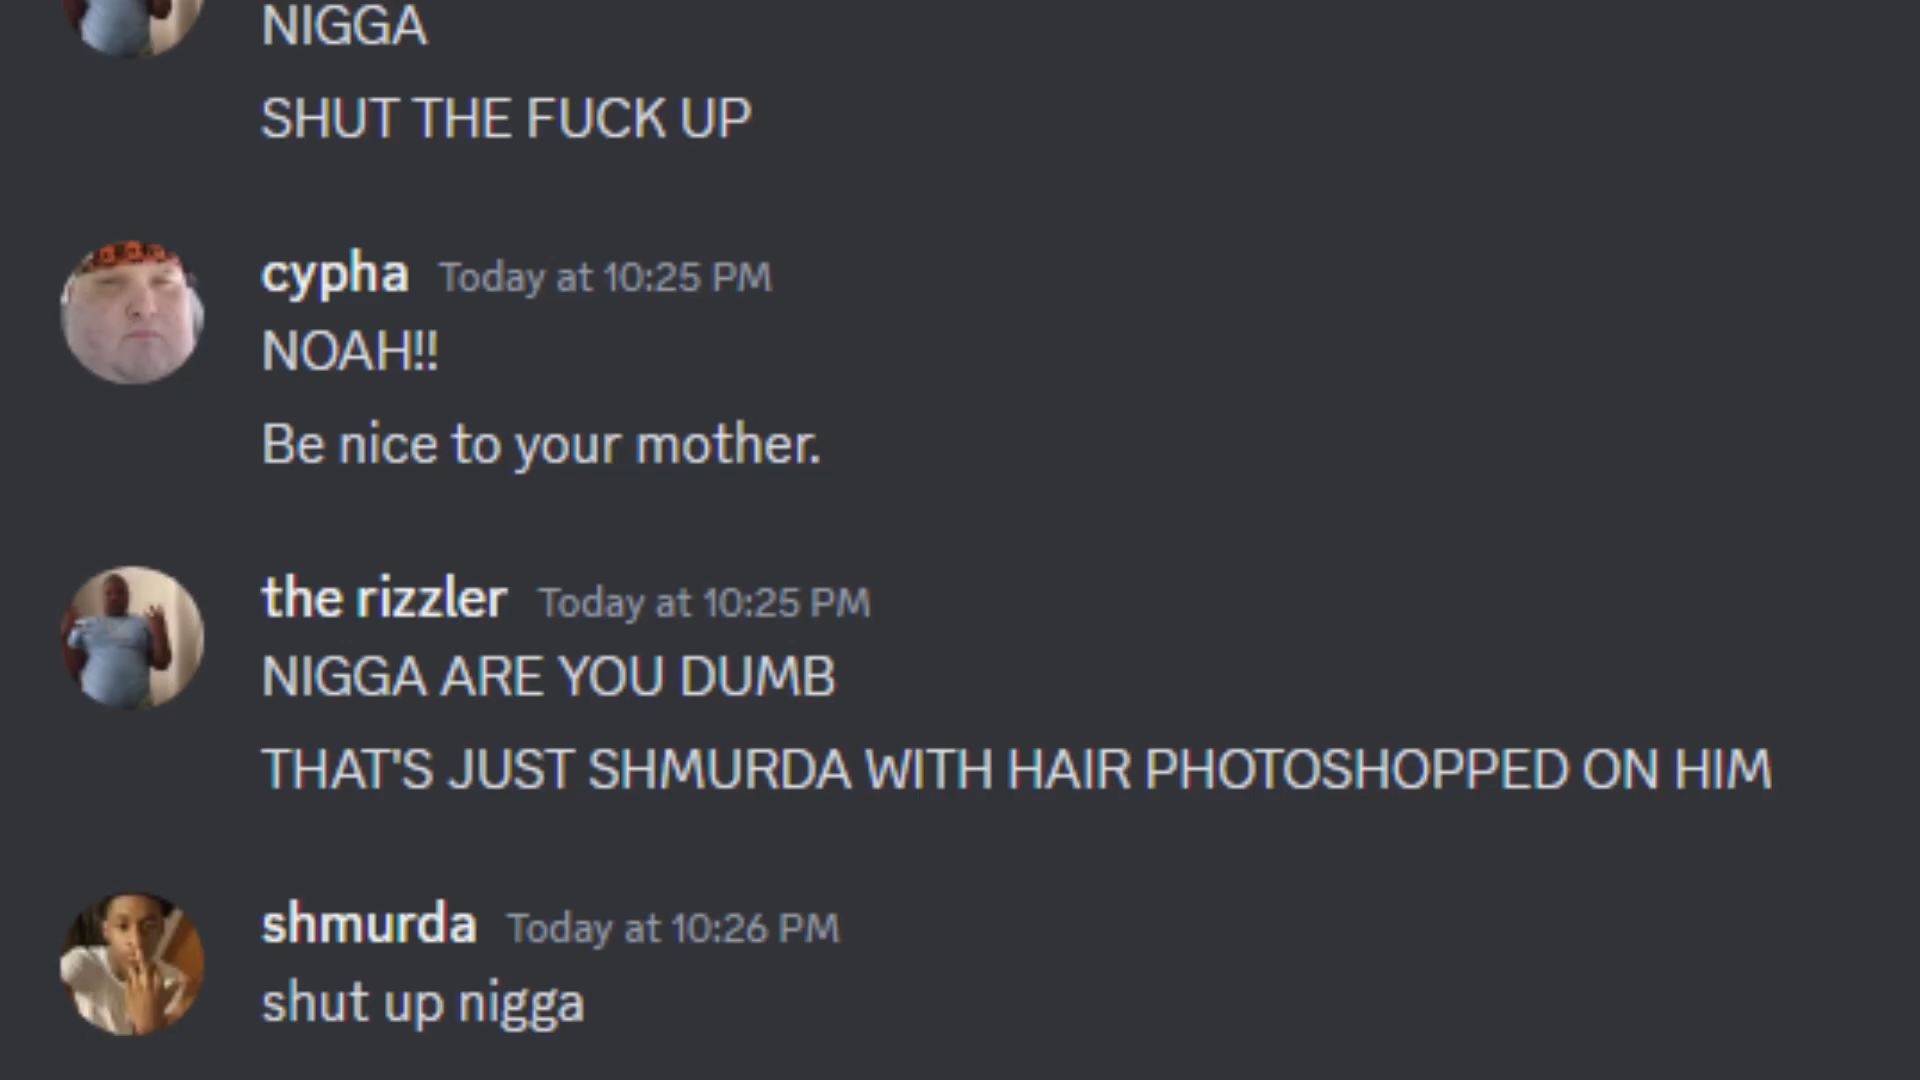 NIGGA
SHUT THE FUCK UP
cypha Today at 10:25 PM
NOAH!!
Be nice to your mother.
the rizzler Today at 10:25 PM
NIGGA ARE YOU DUMB
THAT'S JUST SHMURDA WITH HAIR PHOTOSHOPPED ON HIM
shmurda Today at 10:26 PM
shut up nigga